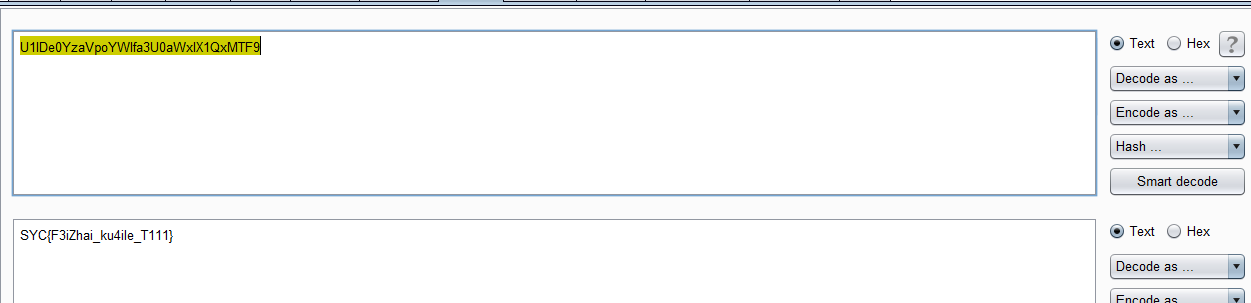 U1lDe0YzaVpoYWlfa3U0aWxlX1QxMTF9
Text Hex ?
Decode as ...
Encode as ...
Hash ...
Smart decode
SYC{F3iZhai_ku4ile_T111}
Text Hex
Decode as ...
Encode as ...